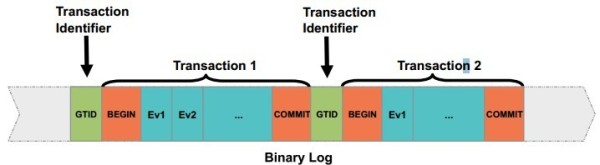 Transaction
Identifier
Transaction
Identifier
Transaction 1
Transaction 2
GTID BEGIN Ev1 Ev2 ... COMMIT GTID BEGIN Ev1 ... COMMIT
Binary Log